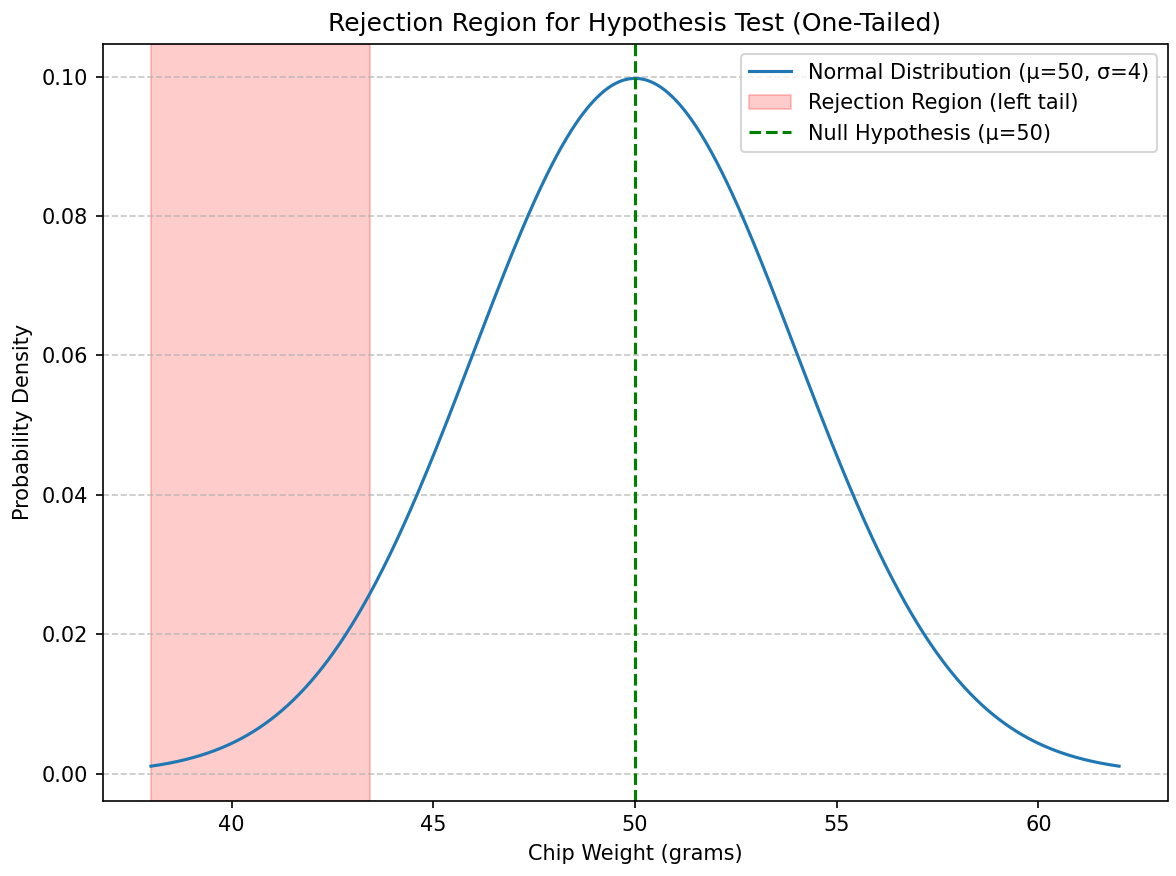 Rejection Region for Hypothesis Test (One-Tailed)
Normal Distribution (μ=50, σ=4)
Rejection Region (left tail)
Null Hypothesis (μ=50)
Probability Density
0.10
0.08
0.06
0.04
0.02
0.00
40
45
50
55
60
Chip Weight (grams)